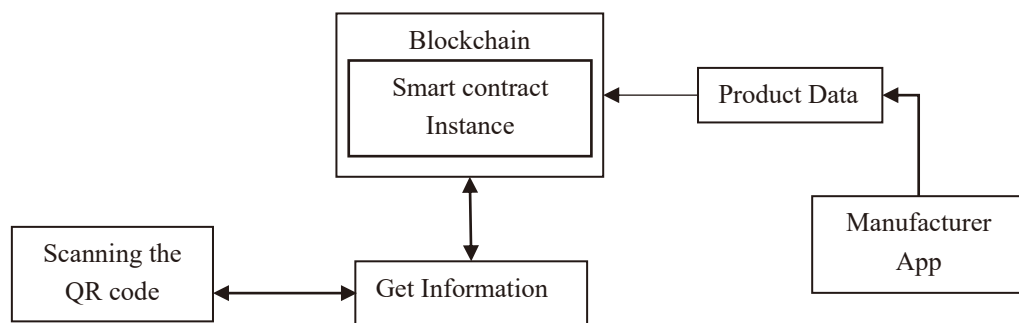 Blockchain
Smart contract
Instance
Product Data
Manufacturer
App
Scanning the
QR code
Get Information